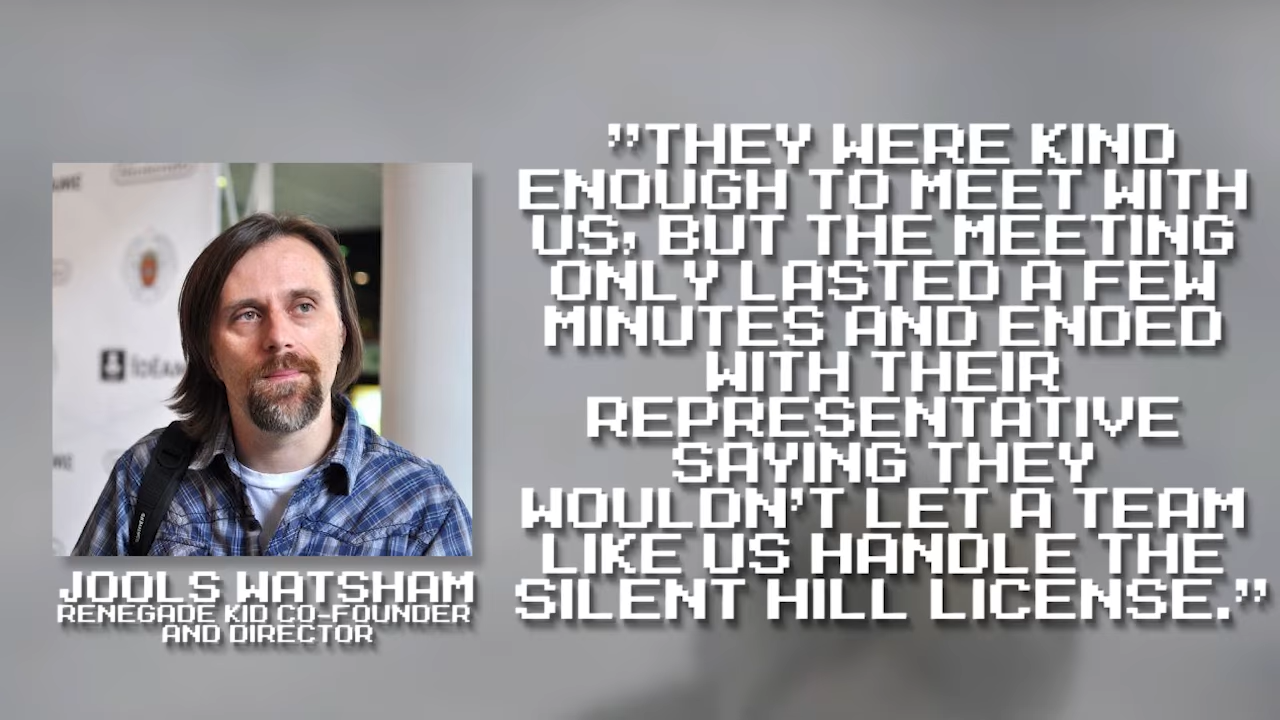 "THEY WERE KIND
ENOUGH TO MEET WITH
US, BUT THE MEETING
ONLY LASTED A FEW
MINUTES AND ENDED
WITH THEIR
REPRESENTATIVE
SAYING THEY
WOULDN'T LET A TEAM
LIKE US HANDLE THE
SILENT HILL LICENSE."
JOOLS WATSHAM
RENEGADE KID CO-FOUNDER
AND DIRECTOR